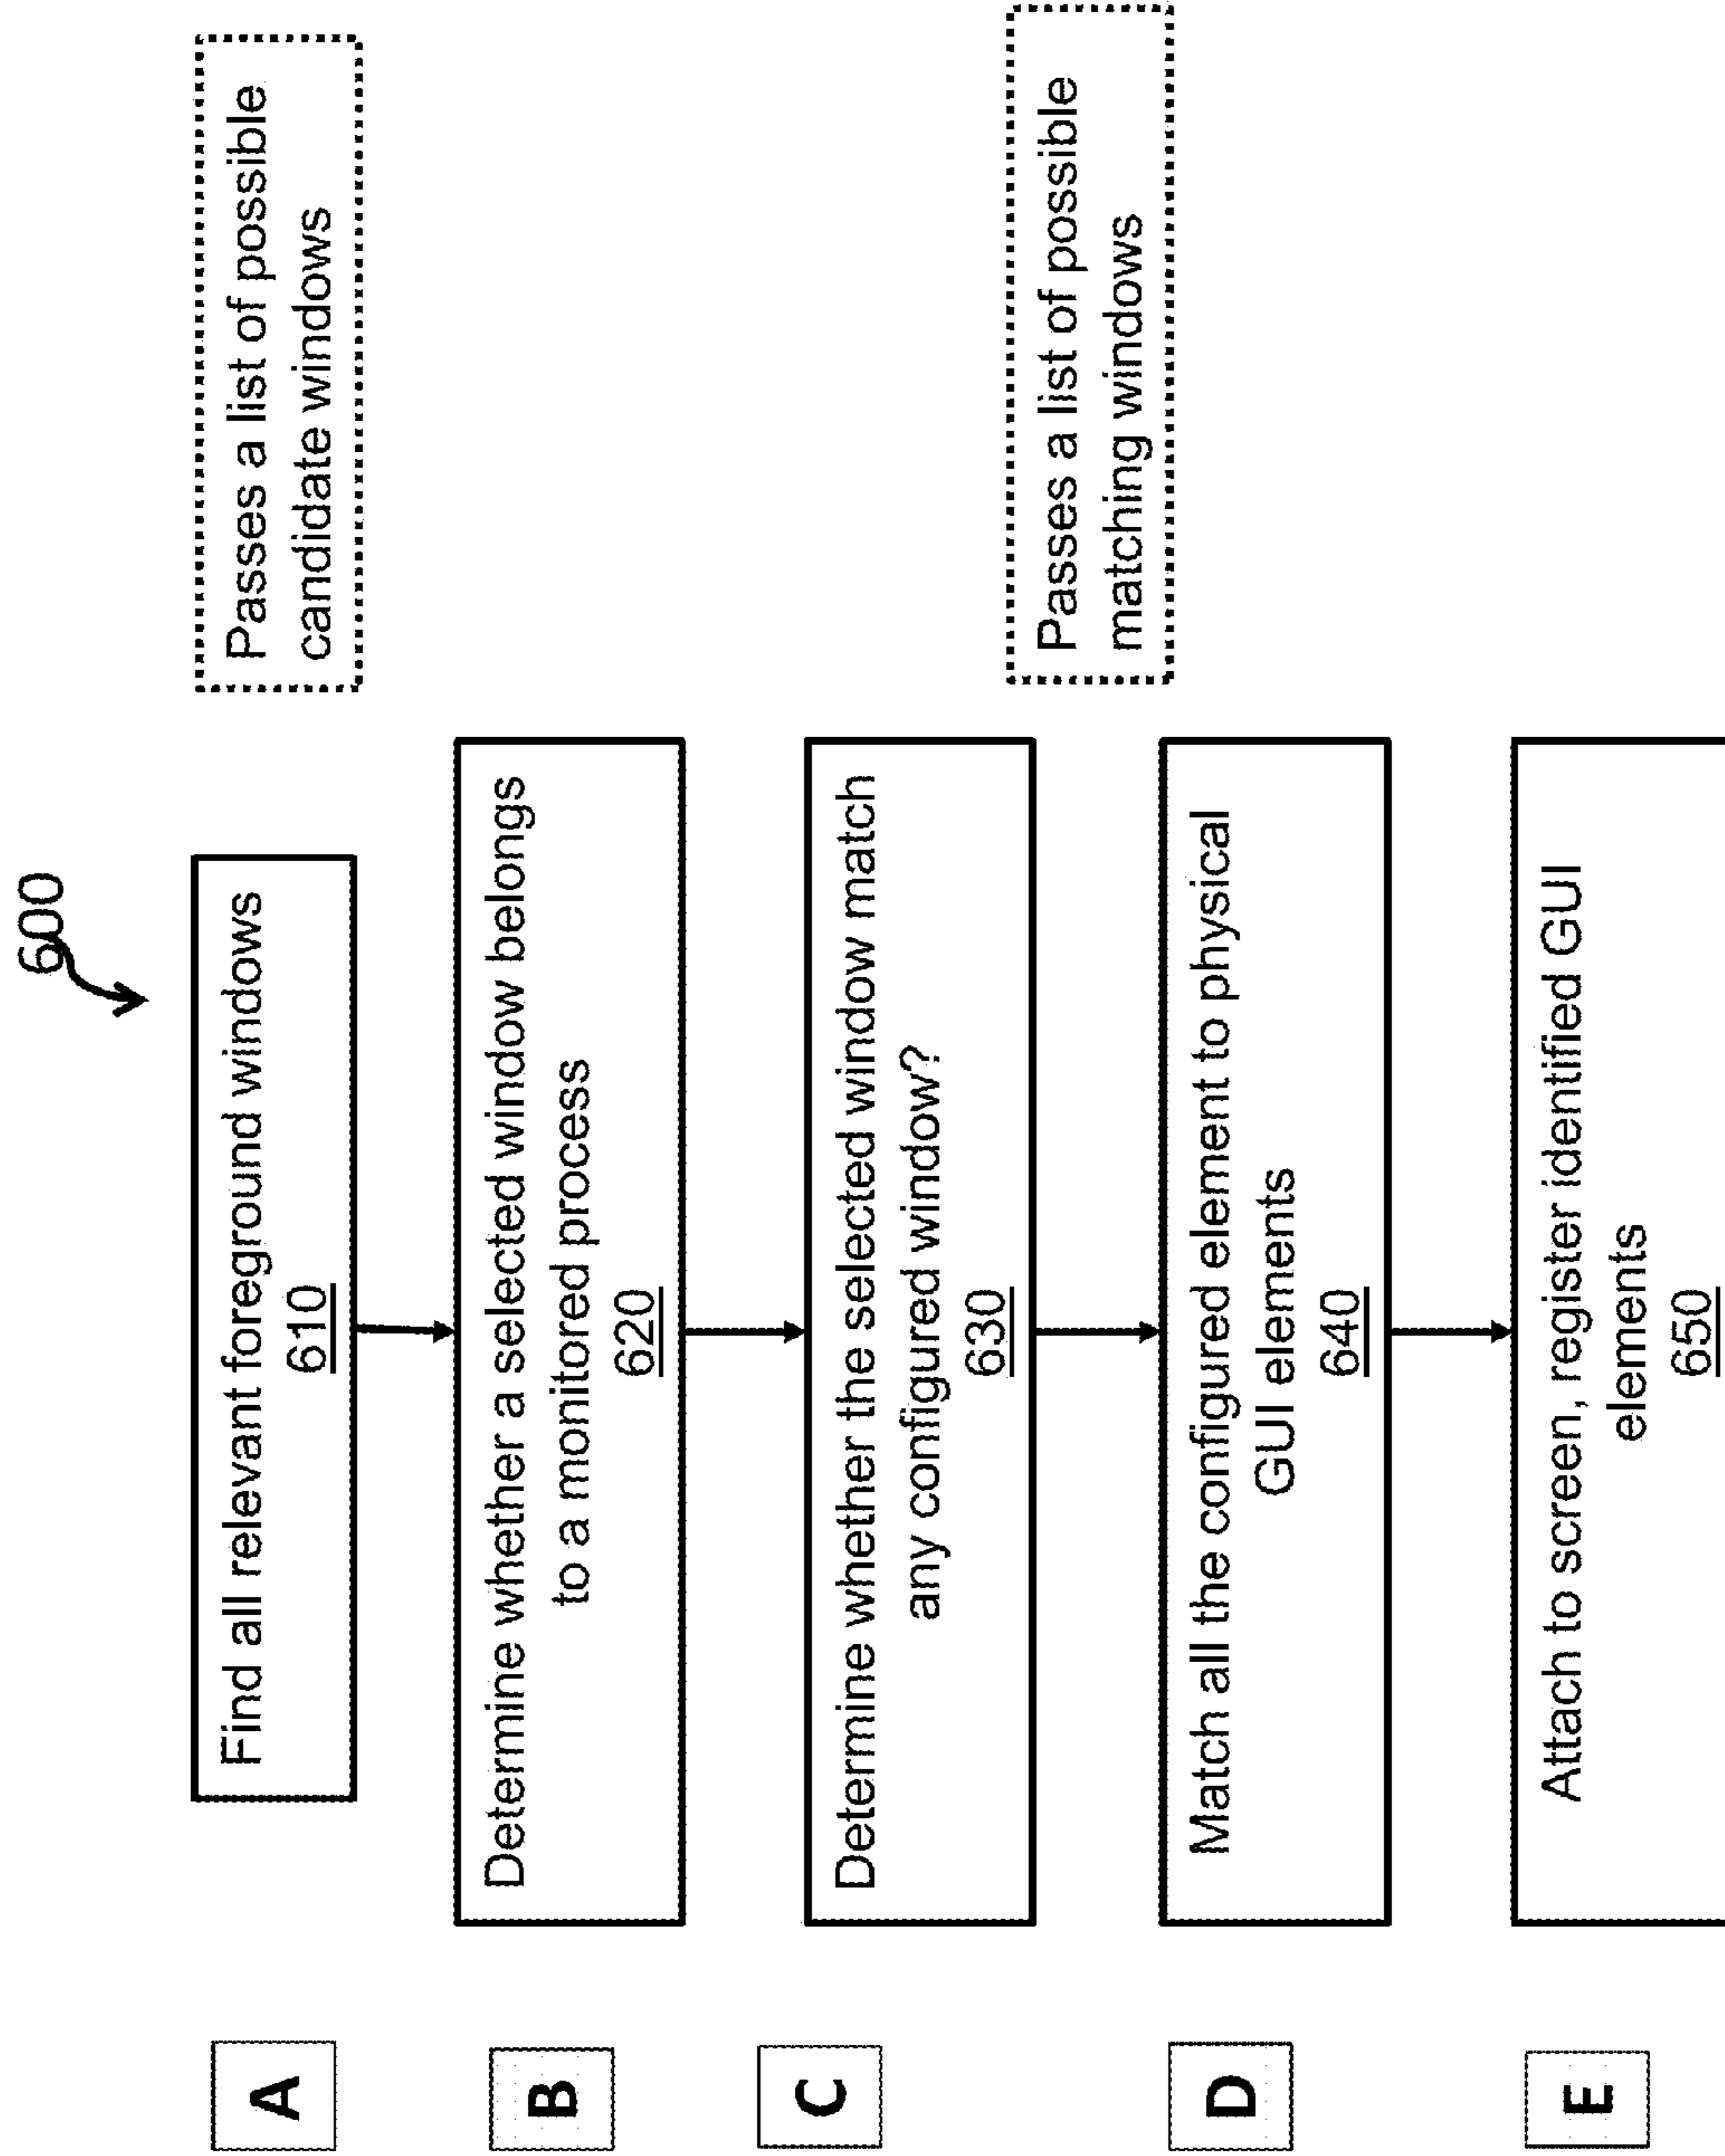 600
A
Find all relevant foreground windows
610
Passes a list of possible
candidate windows
B
Determine whether a selected window belongs
to a monitored process
620
C
Determine whether the selected window match
any configured window?
630
Passes a list of possible
matching windows
D
Match all the configured element to physical
GUI elements
640
E
Attach to screen, register identified GUI
elements
650